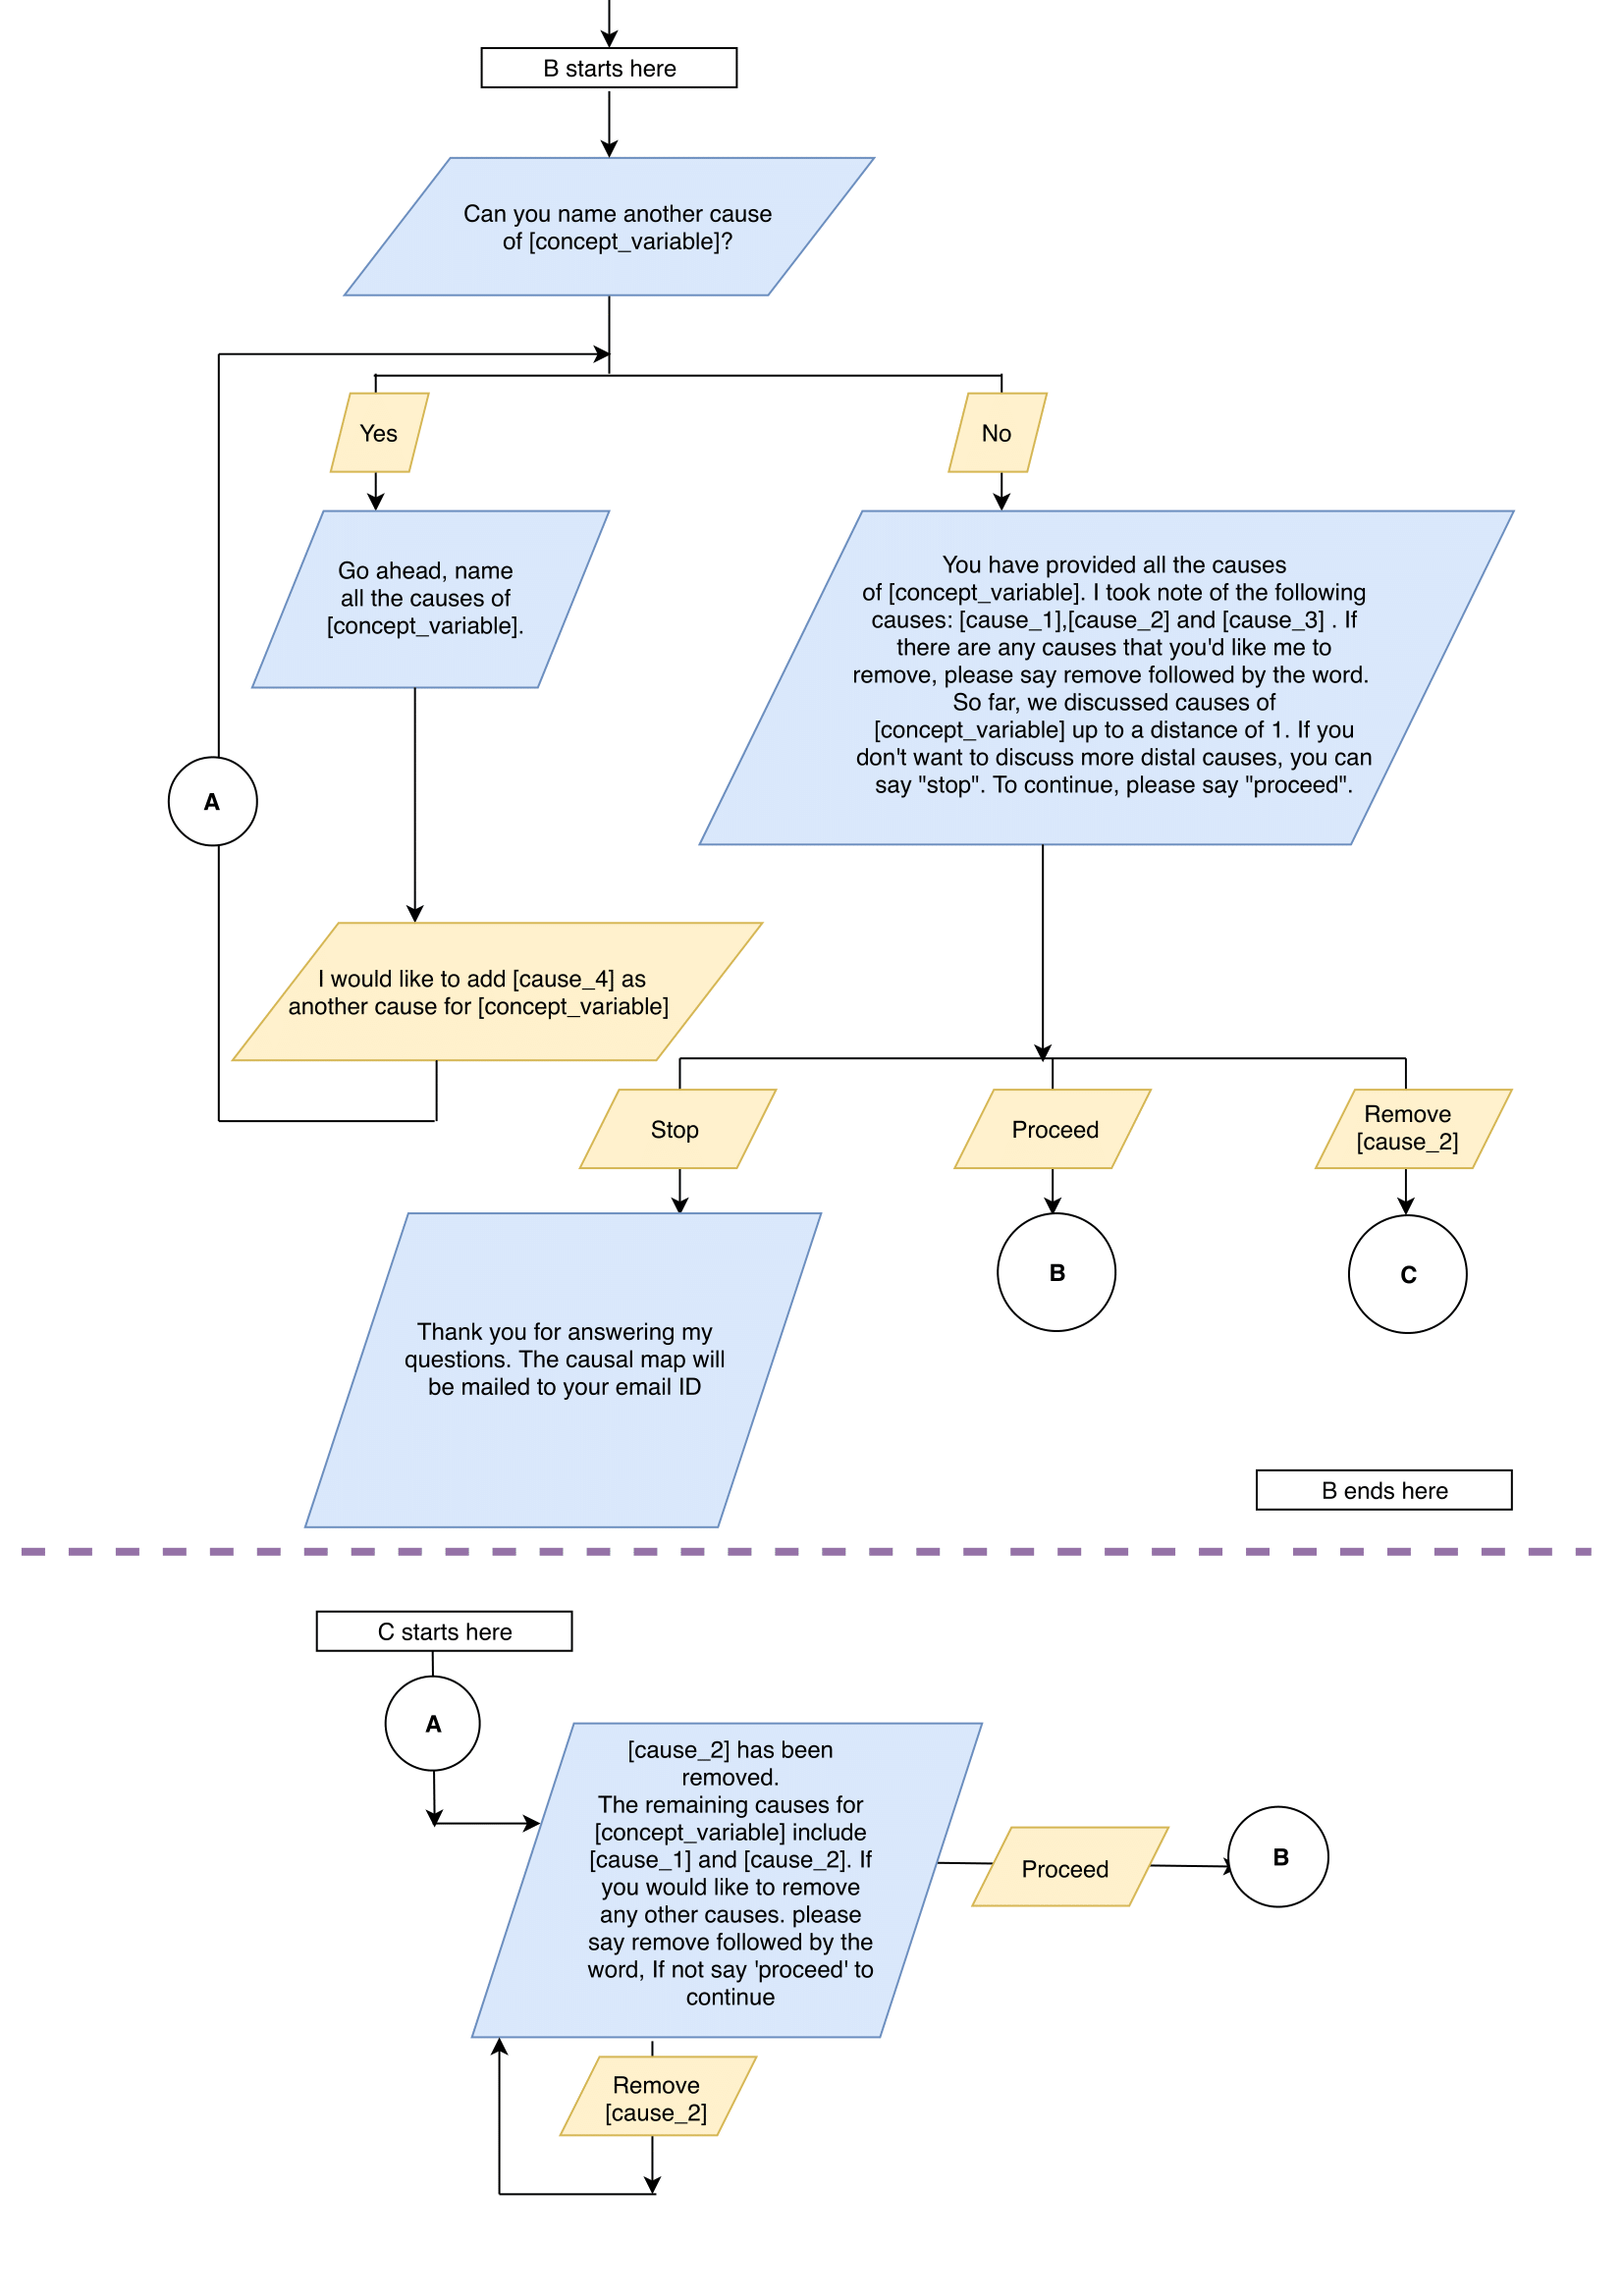 B starts here
Can you name another cause
of [concept_variable]?
Yes
No
Go ahead, name
all the causes of
[concept_variable].
You have provided all the causes
of [concept_variable]. I took note of the following
causes: [cause_1],[cause_2] and [cause_3] . If
there are any causes that you'd like me to
remove, please say remove followed by the word.
So far, we discussed causes of
[concept_variable] up to a distance of 1. If you
don't want to discuss more distal causes, you can
say "stop". To continue, please say "proceed".
A
I would like to add [cause_4] as
another cause for [concept_variable]
Stop
Proceed
Remove
[cause_2]
B
C
Thank you for answering my
questions. The causal map will
be mailed to your email ID
B ends here
C starts here
A
[cause_2] has been
removed.
The remaining causes for
[concept_variable] include
[cause_1] and [cause_2]. If
you would like to remove
any other causes. please
say remove followed by the
word, If not say 'proceed' to
continue
Proceed
B
Remove
[cause_2]